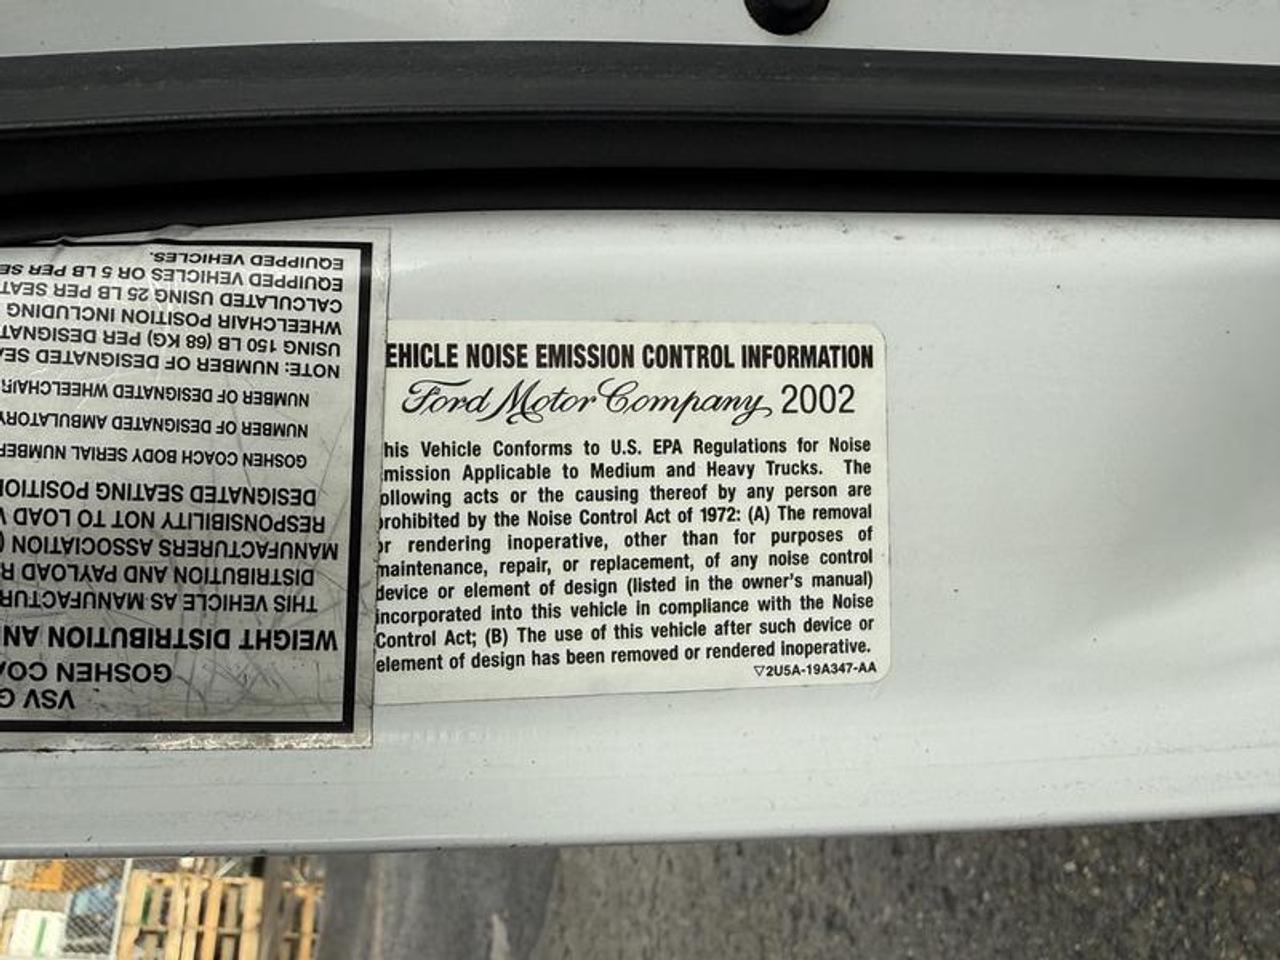 EHICLE NOISE EMISSION CONTROL INFORMATION
Ford Motor Company 2002
his Vehicle Conforms to U.S. EPA Regulations for Noise
mission Applicable to Medium and Heavy Trucks. The
ollowing acts or the causing thereof by any person are
prohibited by the Noise Control Act of 1972: (A) The removal
or rendering inoperative, other than for purposes of
maintenance, repair, or replacement, of any noise control
device or element of design (listed in the owner's manual)
incorporated into this vehicle in compliance with the Noise
Control Act; (B) The use of this vehicle after such device or
element of design has been removed or rendered inoperative.
▽2U5A-19A347-AA
VSV G
GOSHEN COA
WEIGHT DISTRIBUTION AN
THIS VEHICLE AS MANUFACTUR
DISTRIBUTION AND PAYLOAD R
MANUFACTURERS ASSOCIATION (
RESPONSIBILITY NOT TO LOAD V
DESIGNATED SEATING POSITION
GOSHEN COACH BODY SERIAL NUMBER
NUMBER OF DESIGNATED AMBULATORY
NUMBER OF DESIGNATED WHEELCHAIR
NOTE: NUMBER OF DESIGNATED SEA
USING 150 LB (68 KG) PER DESIGNAT
WHEELCHAIR POSITION INCLUDING
CALCULATED USING 25 LB PER SEAT
EQUIPPED VEHICLES OR 5 LB PER SE
EQUIPPED VEHICLES.